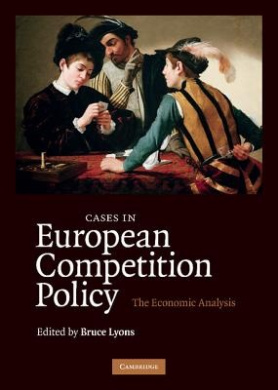 CASES IN
European
Competition
Policy The Economic Analysis
Edited by Bruce Lyons
CAMBRIDGE